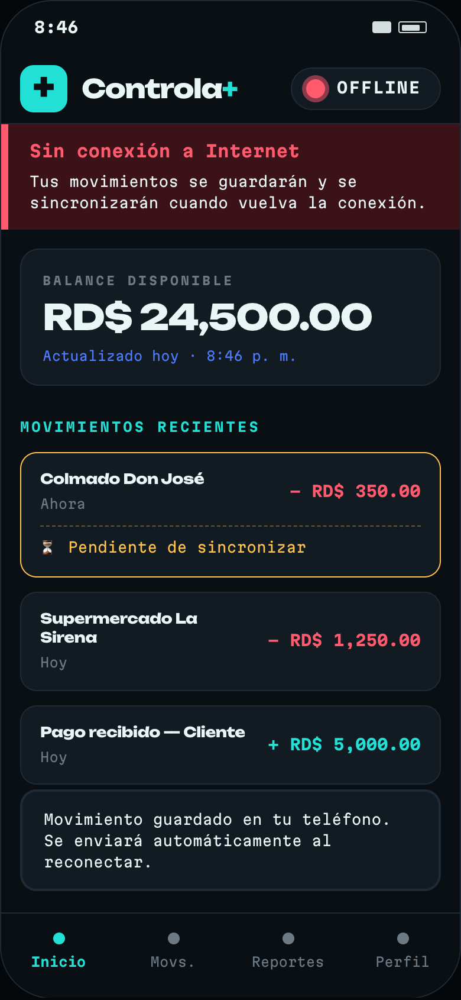 8:46
Controla+
OFFLINE
Sin conexión a Internet
Tus movimientos se guardarán y se
sincronizarán cuando vuelva la conexión.
BALANCE DISPONIBLE
RD$ 24,500.00
Actualizado hoy · 8:46 p. m.
MOVIMIENTOS RECIENTES
Colmado Don José
Ahora
− RD$ 350.00
⏳ Pendiente de sincronizar
Supermercado La
Sirena
Hoy
− RD$ 1,250.00
Pago recibido — Cliente
Hoy
+ RD$ 5,000.00
Movimiento guardado en tu teléfono.
Se enviará automáticamente al
reconectar.
Inicio
Movs.
Reportes
Perfil